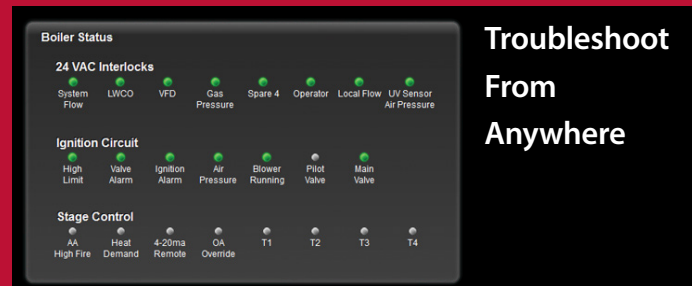 Boiler Status
24 VAC Interlocks
System Flow LWCO VFD Gas Pressure Spare 4 Operator Local Flow UV Sensor Air Pressure
Ignition Circuit
High Limit Valve Alarm Ignition Alarm Air Pressure Blower Running Pilot Valve Main Valve
Stage Control
AA High Fire Heat Demand 4-20ma Remote OA Override T1 T2 T3 T4
Troubleshoot
From
Anywhere